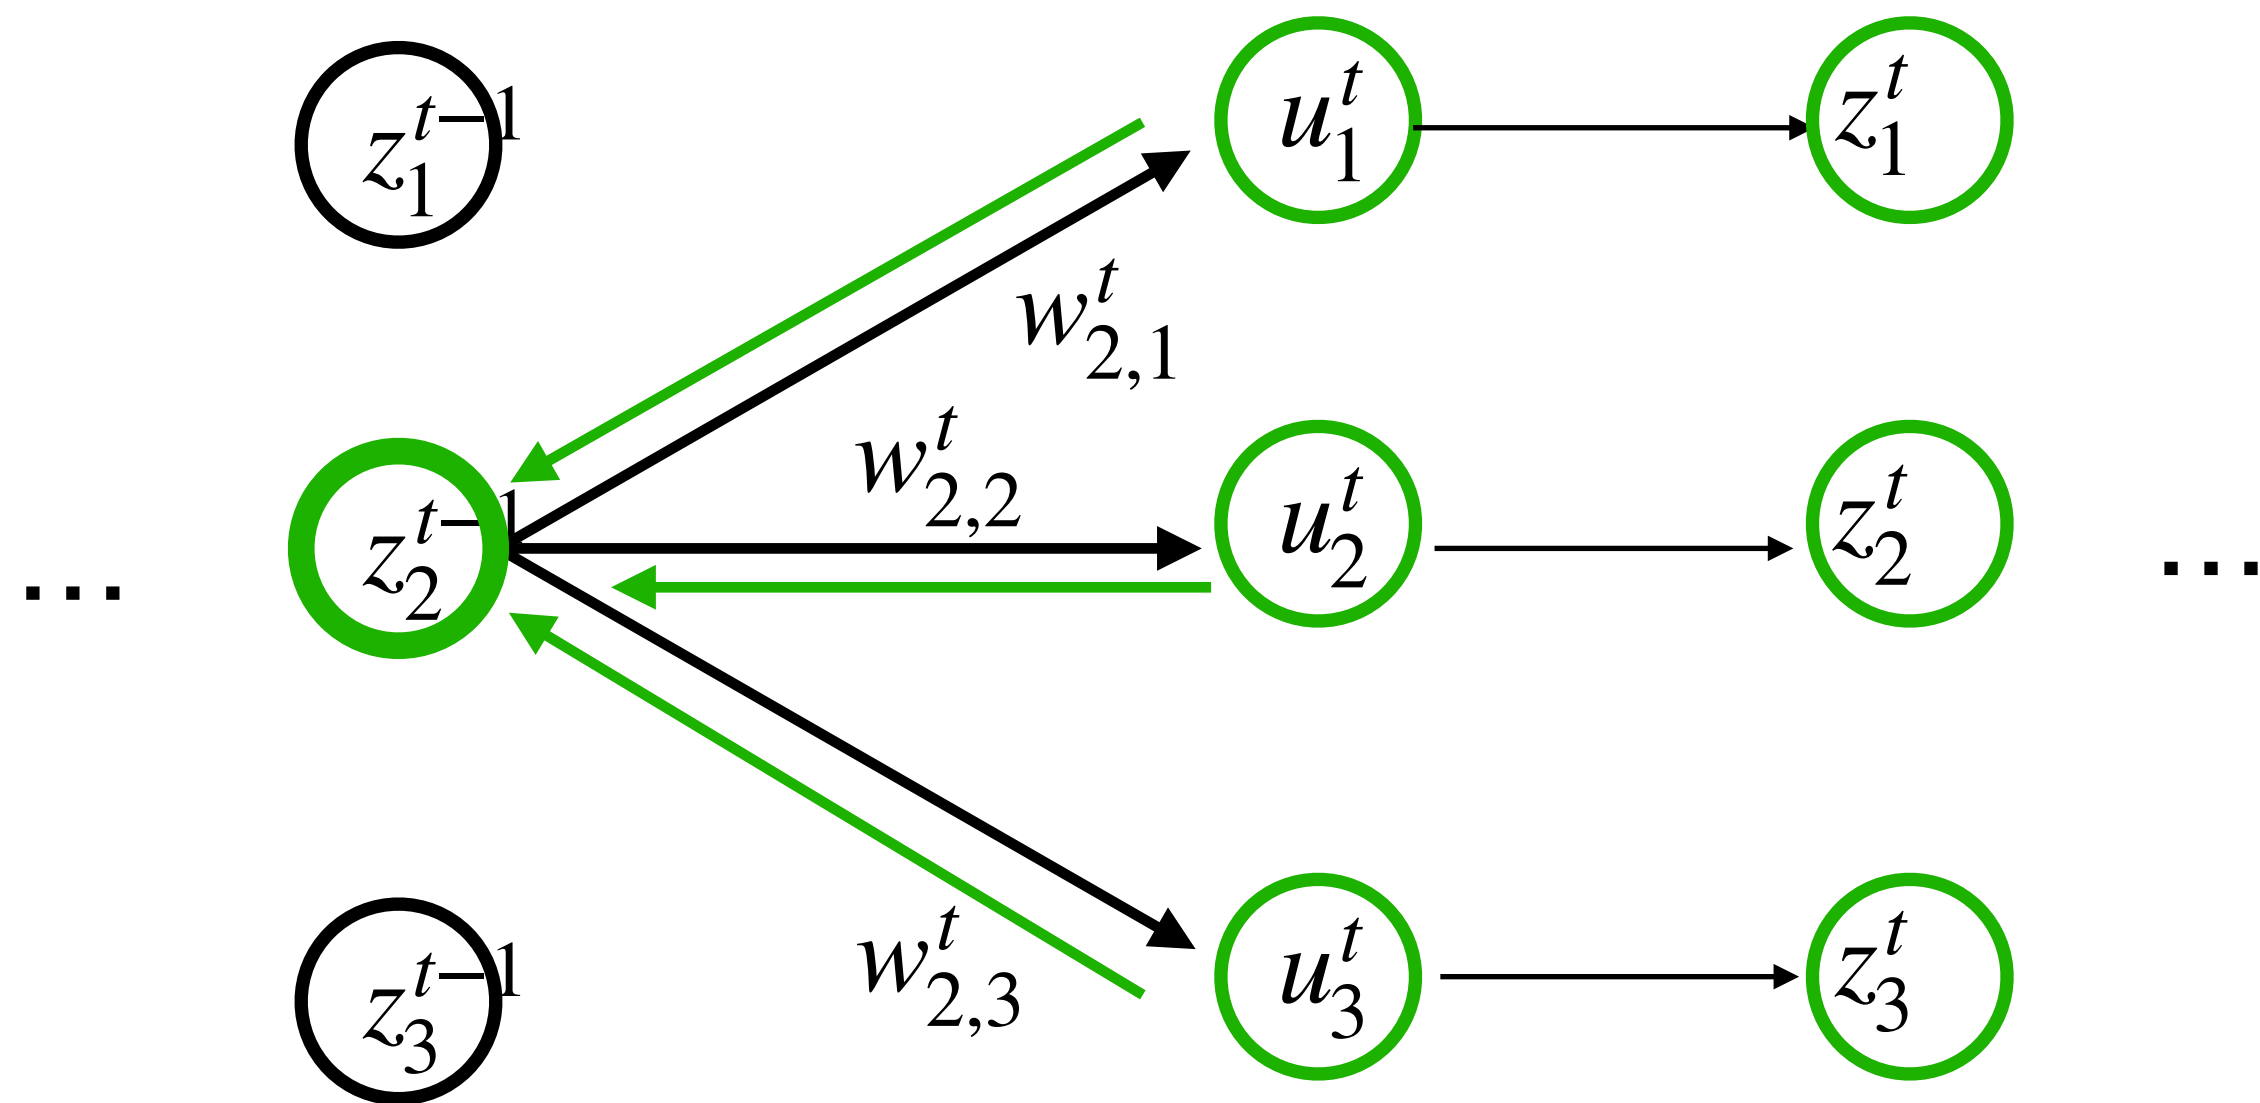 z_1^{t-1}
u_1^t
z_1^t
w_{2,1}^t
w_{2,2}^t
...
z_2^{t-1}
u_2^t
z_2^t
...
w_{2,3}^t
z_3^{t-1}
u_3^t
z_3^t